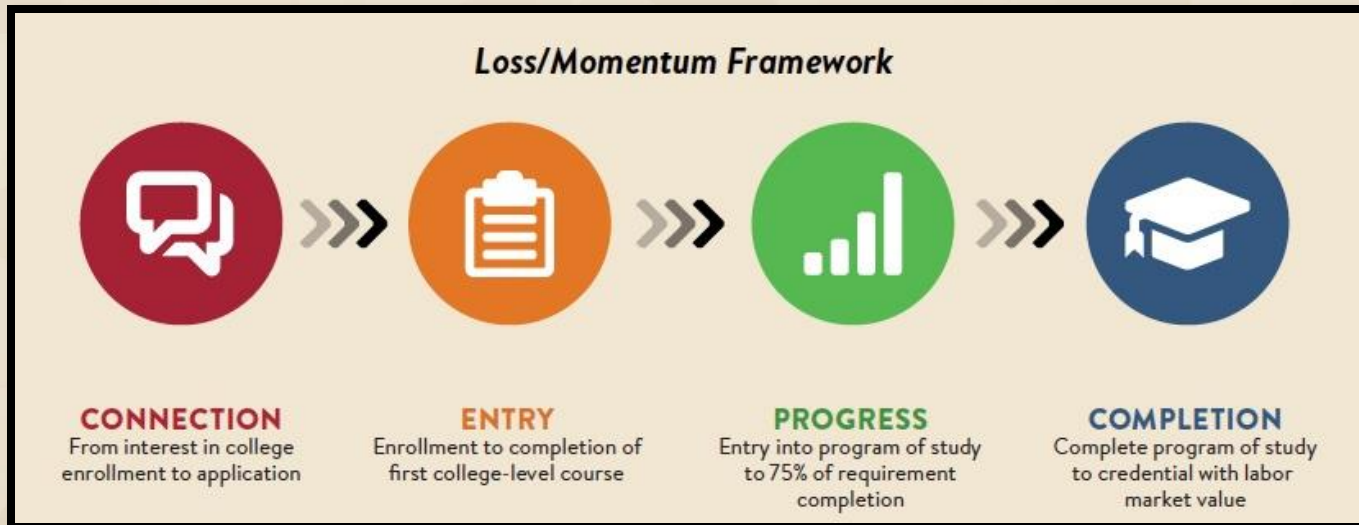 Loss/Momentum Framework
CONNECTION
From interest in college
enrollment to application
ENTRY
Enrollment to completion of
first college-level course
PROGRESS
Entry into program of study
to 75% of requirement
completion
COMPLETION
Complete program of study
to credential with labor
market value